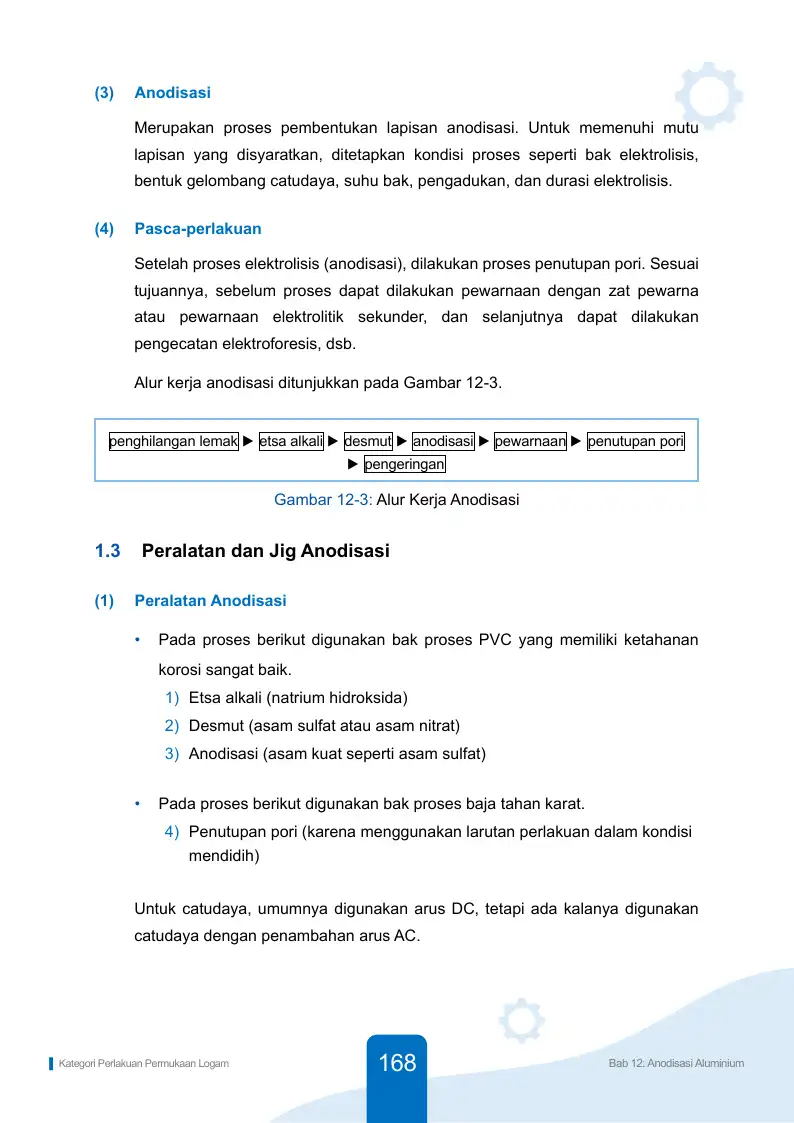 (3) Anodisasi
Merupakan proses pembentukan lapisan anodisasi. Untuk memenuhi mutu
lapisan yang disyaratkan, ditetapkan kondisi proses seperti bak elektrolisis,
bentuk gelombang catudaya, suhu bak, pengadukan, dan durasi elektrolisis.
(4) Pasca-perlakuan
Setelah proses elektrolisis (anodisasi), dilakukan proses penutupan pori. Sesuai
tujuannya, sebelum proses dapat dilakukan pewarnaan dengan zat pewarna
atau pewarnaan elektrolitik sekunder, dan selanjutnya dapat dilakukan
pengecatan elektroforesis, dsb.
Alur kerja anodisasi ditunjukkan pada Gambar 12-3.
penghilangan lemak ▶ etsa alkali ▶ desmut ▶ anodisasi ▶ pewarnaan ▶ penutupan pori
▶ pengeringan
Gambar 12-3: Alur Kerja Anodisasi
1.3 Peralatan dan Jig Anodisasi
(1) Peralatan Anodisasi
• Pada proses berikut digunakan bak proses PVC yang memiliki ketahanan
korosi sangat baik.
1) Etsa alkali (natrium hidroksida)
2) Desmut (asam sulfat atau asam nitrat)
3) Anodisasi (asam kuat seperti asam sulfat)
• Pada proses berikut digunakan bak proses baja tahan karat.
4) Penutupan pori (karena menggunakan larutan perlakuan dalam kondisi
mendidih)
Untuk catudaya, umumnya digunakan arus DC, tetapi ada kalanya digunakan
catudaya dengan penambahan arus AC.
Kategori Perlakuan Permukaan Logam
168
Bab 12: Anodisasi Aluminium